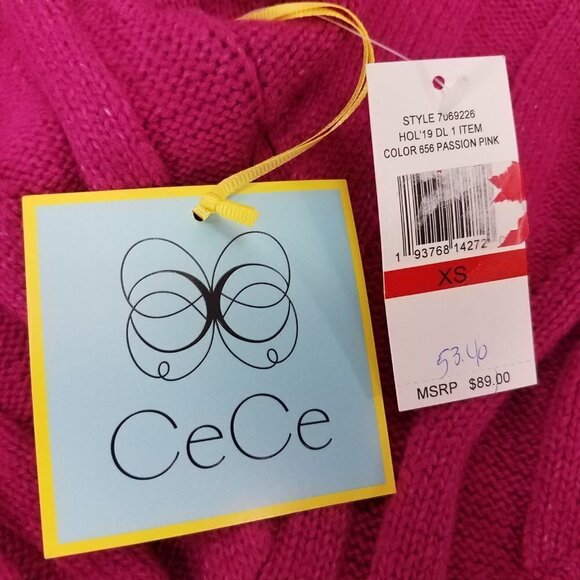 CeCe
STYLE 7069226
HOL'19 DL 1 ITEM
COLOR 656 PASSION PINK
1 93768 14272
XS
53.40
MSRP $89.00